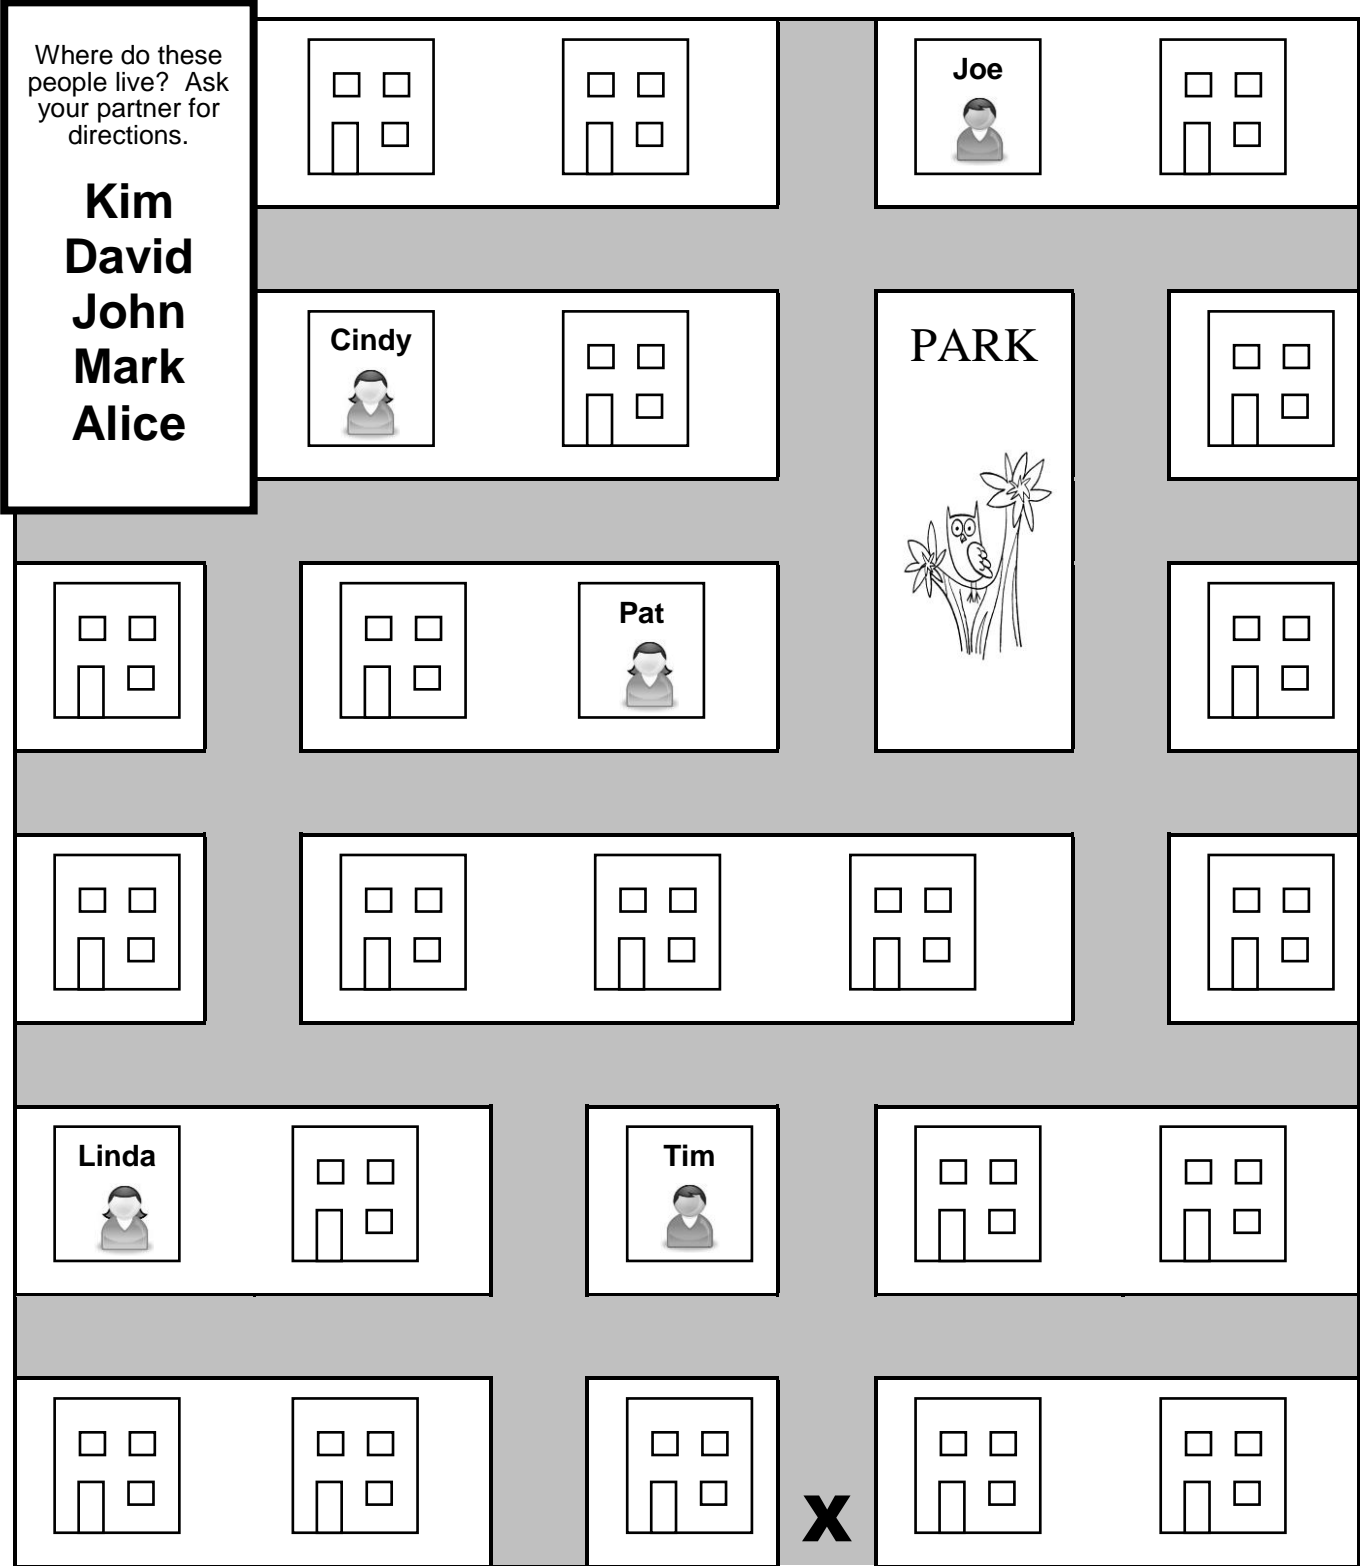 Where do these
people live? Ask
your partner for
directions.
Kim
David
John
Mark
Alice
Joe
Cindy
PARK
Pat
Linda
Tim
X